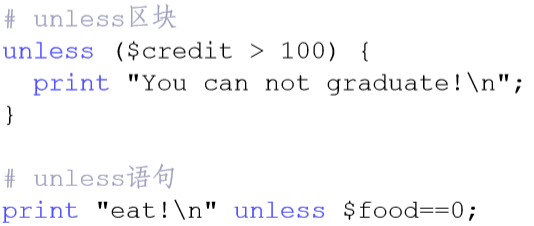 # unless区块
unless ($credit > 100) {
  print "You can not graduate!\n";
}
# unless语句
print "eat!\n" unless $food==0;